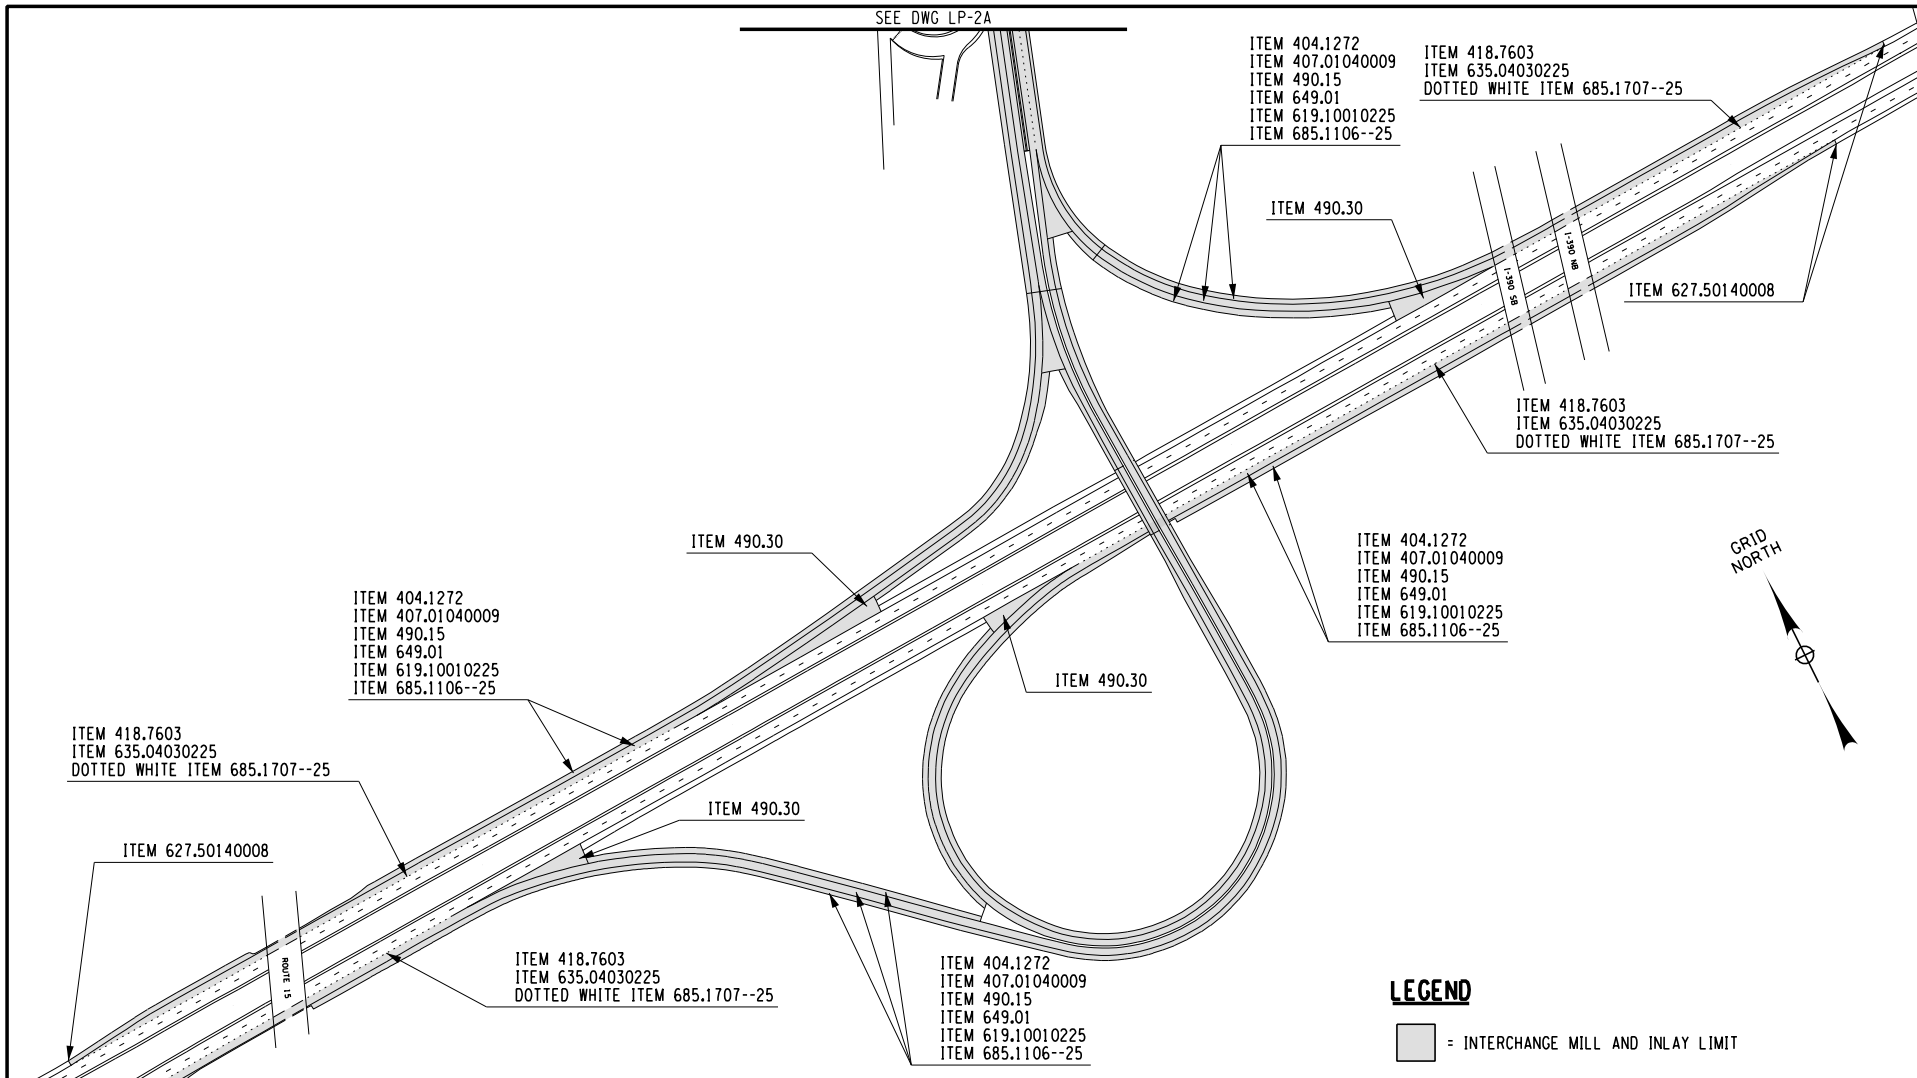 SEE DWG LP-2A
ITEM 404.1272
ITEM 407.01040009
ITEM 490.15
ITEM 649.01
ITEM 619.10010225
ITEM 685.1106--25
ITEM 418.7603
ITEM 635.04030225
DOTTED WHITE ITEM 685.1707--25
ITEM 490.30
I-390 SB
I-390 NB
ITEM 627.50140008
ITEM 418.7603
ITEM 635.04030225
DOTTED WHITE ITEM 685.1707--25
ITEM 490.30
ITEM 404.1272
ITEM 407.01040009
ITEM 490.15
ITEM 649.01
ITEM 619.10010225
ITEM 685.1106--25
GRID
NORTH
ITEM 404.1272
ITEM 407.01040009
ITEM 490.15
ITEM 649.01
ITEM 619.10010225
ITEM 685.1106--25
ITEM 490.30
ITEM 418.7603
ITEM 635.04030225
DOTTED WHITE ITEM 685.1707--25
ITEM 490.30
ITEM 627.50140008
ROUTE 15
ITEM 418.7603
ITEM 635.04030225
DOTTED WHITE ITEM 685.1707--25
ITEM 404.1272
ITEM 407.01040009
ITEM 490.15
ITEM 649.01
ITEM 619.10010225
ITEM 685.1106--25
LEGEND
= INTERCHANGE MILL AND INLAY LIMIT